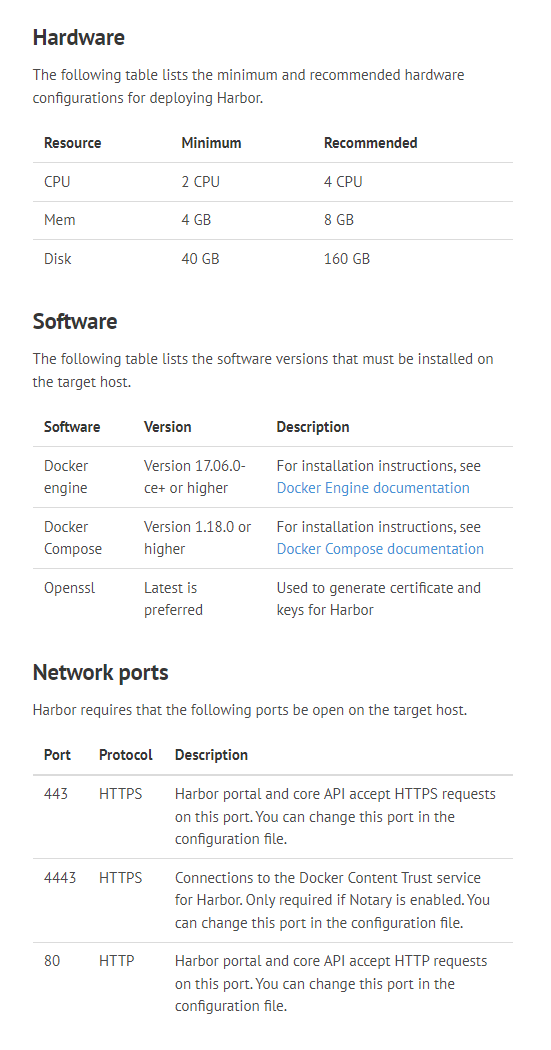 Hardware
The following table lists the minimum and recommended hardware
configurations for deploying Harbor.
Resource Minimum Recommended
CPU 2 CPU 4 CPU
Mem 4 GB 8 GB
Disk 40 GB 160 GB
Software
The following table lists the software versions that must be installed on
the target host.
Software Version Description
Docker Version 17.06.0- For installation instructions, see
engine ce+ or higher Docker Engine documentation
Docker Version 1.18.0 or For installation instructions, see
Compose higher Docker Compose documentation
Openssl Latest is Used to generate certificate and
preferred keys for Harbor
Network ports
Harbor requires that the following ports be open on the target host.
Port Protocol Description
443 HTTPS Harbor portal and core API accept HTTPS requests
on this port. You can change this port in the
configuration file.
4443 HTTPS Connections to the Docker Content Trust service
for Harbor. Only required if Notary is enabled. You
can change this port in the configuration file.
80 HTTP Harbor portal and core API accept HTTP requests
on this port. You can change this port in the
configuration file.